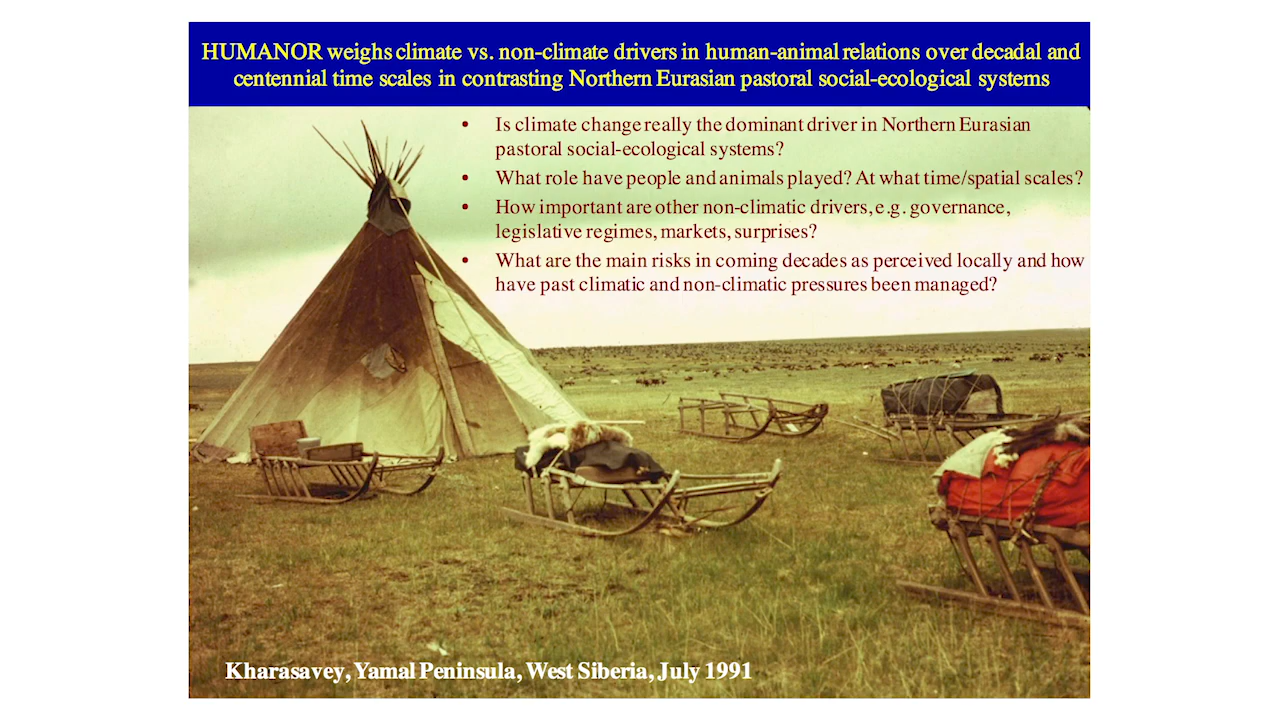 HUMANOR weighs climate vs. non-climate drivers in human-animal relations over decadal and
centennial time scales in contrasting Northern Eurasian pastoral social-ecological systems
• Is climate change really the dominant driver in Northern Eurasian
pastoral social-ecological systems?
• What role have people and animals played? At what time/spatial scales?
• How important are other non-climatic drivers, e.g. governance,
legislative regimes, markets, surprises?
• What are the main risks in coming decades as perceived locally and how
have past climatic and non-climatic pressures been managed?
Kharasavey, Yamal Peninsula, West Siberia, July 1991